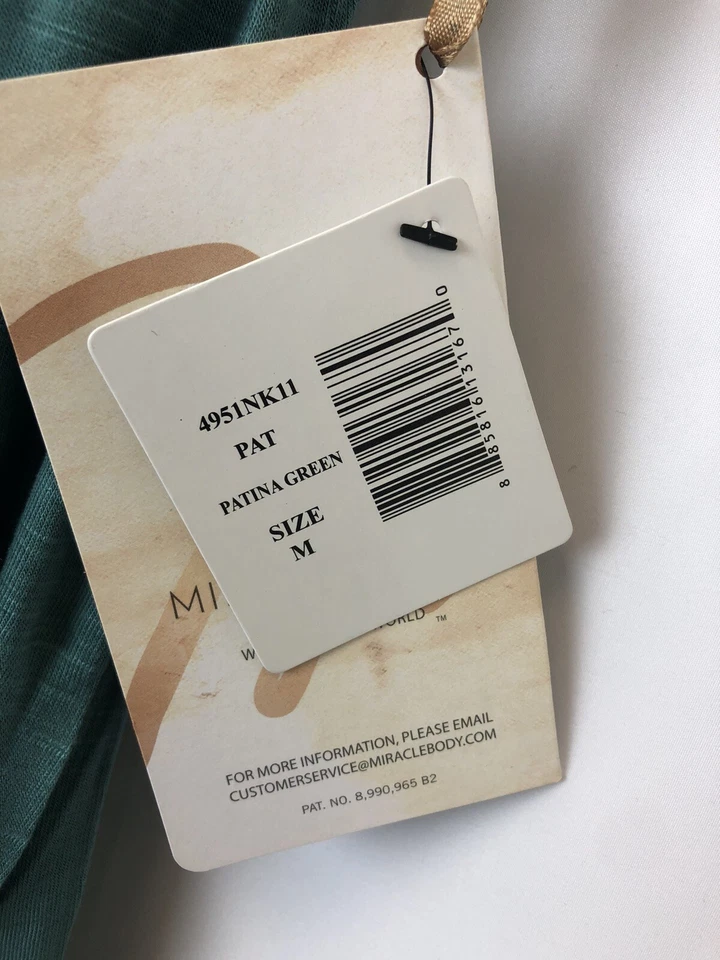 4951NK11
PAT
PATINA GREEN
SIZE
M
8 85816 13167 0
FOR MORE INFORMATION, PLEASE EMAIL
CUSTOMERSERVICE@MIRACLEBODY.COM
PAT. NO. 8,990,965 B2